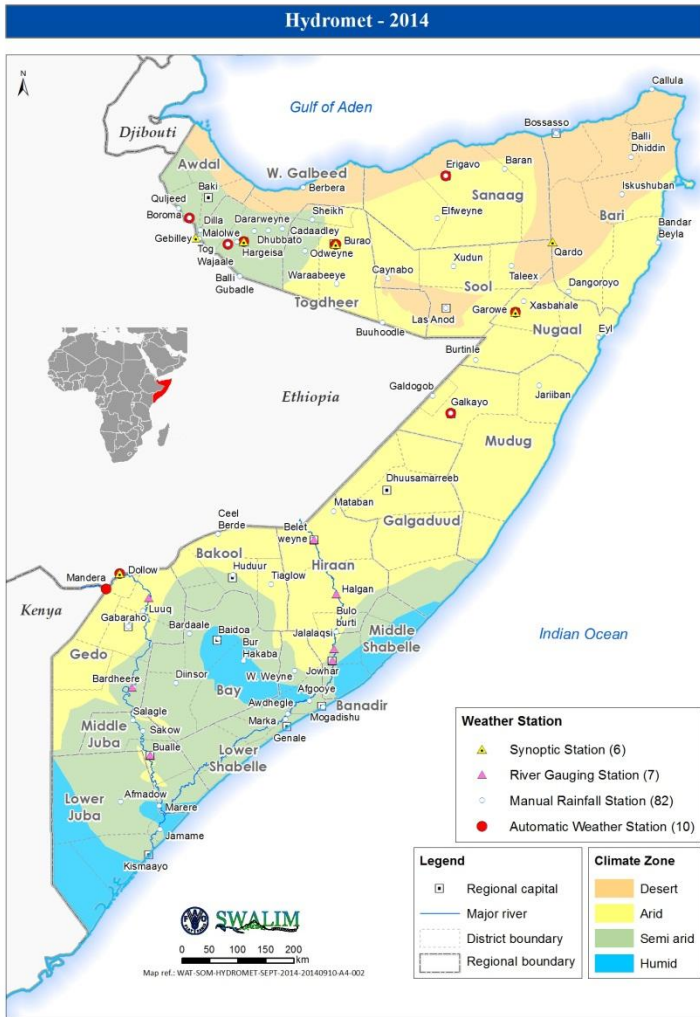 Hydromet - 2014
N
Gulf of Aden
Callula
Djibouti
Bossasso
Balli
Dhiddin
Awdal
W. Galbeed
Erigavo
Baran
Baki
Berbera
Sanaag
Iskushuban
Quljeed
Sheikh
Elfweyne
Bari
Boroma
Dilla
Dararweyne
Bandar
Beyla
Malolwe
Cadaadley
Gebilley
Dhubbato
Burao
Qardo
Tog
Wajaale
Hargeisa
Odweyne
Xudun
Taleex
Balli
Gubadle
Waraabeeye
Caynabo
Dangoroyo
Togdheer
Sool
Xasbahale
Las Anod
Garowe
Nugaal
Buuhoodle
Eyl
Burtinle
Ethiopia
Galdogob
Jariiban
Galkayo
Mudug
Dhuusamarreeb
Mataban
Galgaduud
Ceel
Berde
Belet
weyne
Bakool
Hiraan
Dollow
Huduur
Mandera
Tiaglow
Halgan
Kenya
Luuq
Bulo
burti
Gabaraho
Bardaale
Baidoa
Jalalaqsi
Middle
Shabelle
Indian Ocean
Bur
Hakaba
Gedo
Bardheere
Diinsor
Bay
W. Weyne
Jowhar
Afgooye
Banadir
Awdhegle
Mogadishu
Salagle
Marka
Middle
Juba
Sakow
Genale
Bualle
Lower
Shabelle
Lower
Juba
Afmadow
Marere
Jamame
Kismaayo
Weather Station
Synoptic Station (6)
River Gauging Station (7)
Manual Rainfall Station (82)
Automatic Weather Station (10)
Legend
Regional capital
Major river
District boundary
Regional boundary
Climate Zone
Desert
Arid
Semi arid
Humid
SWALIM
0 50 100 150 200
km
Map ref.: WAT-SOM-HYDROMET-SEPT-2014-20140910-A4-002